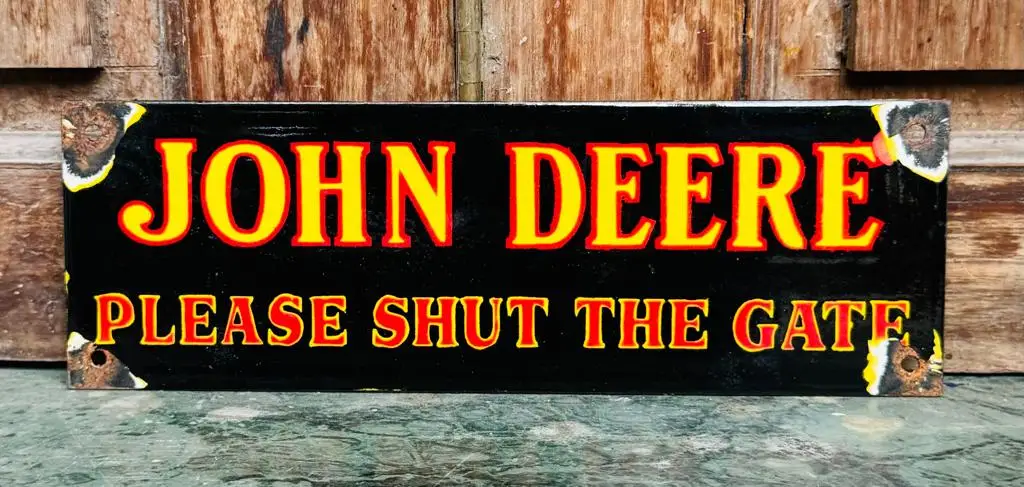 JOHN DEERE
PLEASE SHUT THE GATE